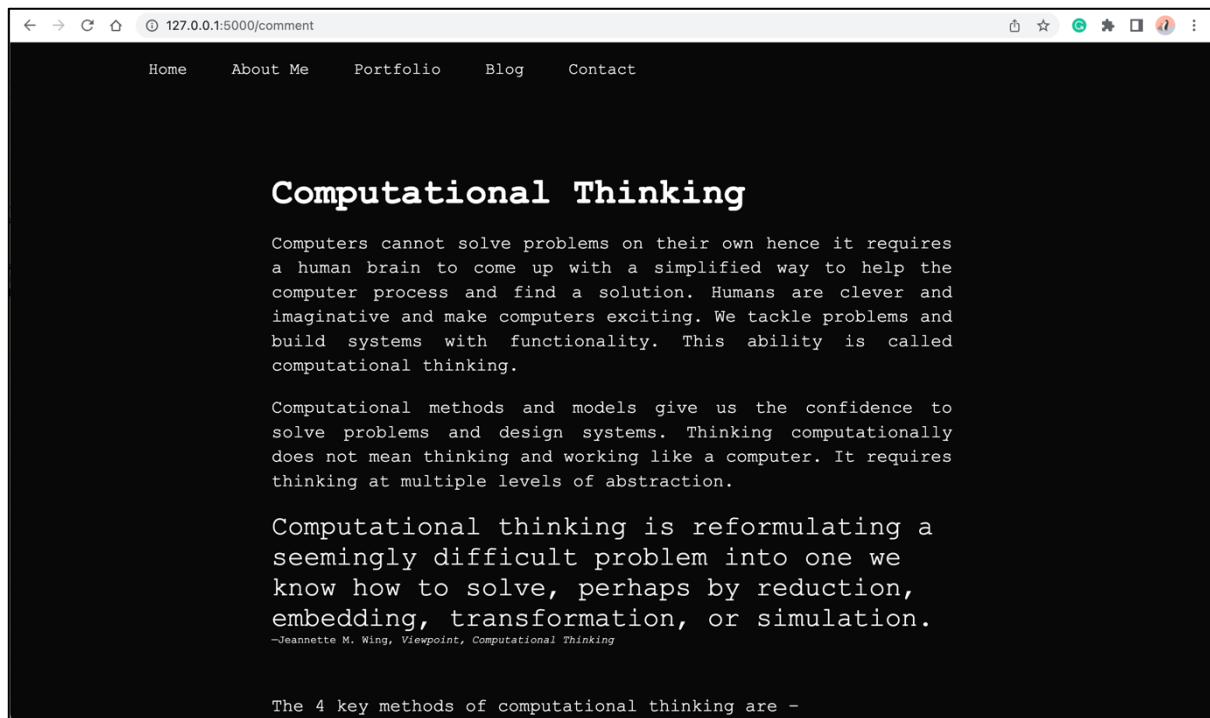 127.0.0.1:5000/comment
Home About Me Portfolio Blog Contact
Computational Thinking
Computers cannot solve problems on their own hence it requires
a human brain to come up with a simplified way to help the
computer process and find a solution. Humans are clever and
imaginative and make computers exciting. We tackle problems and
build systems with functionality. This ability is called
computational thinking.
Computational methods and models give us the confidence to
solve problems and design systems. Thinking computationally
does not mean thinking and working like a computer. It requires
thinking at multiple levels of abstraction.
Computational thinking is reformulating a
seemingly difficult problem into one we
know how to solve, perhaps by reduction,
embedding, transformation, or simulation.
—Jeannette M. Wing, Viewpoint, Computational Thinking
The 4 key methods of computational thinking are –